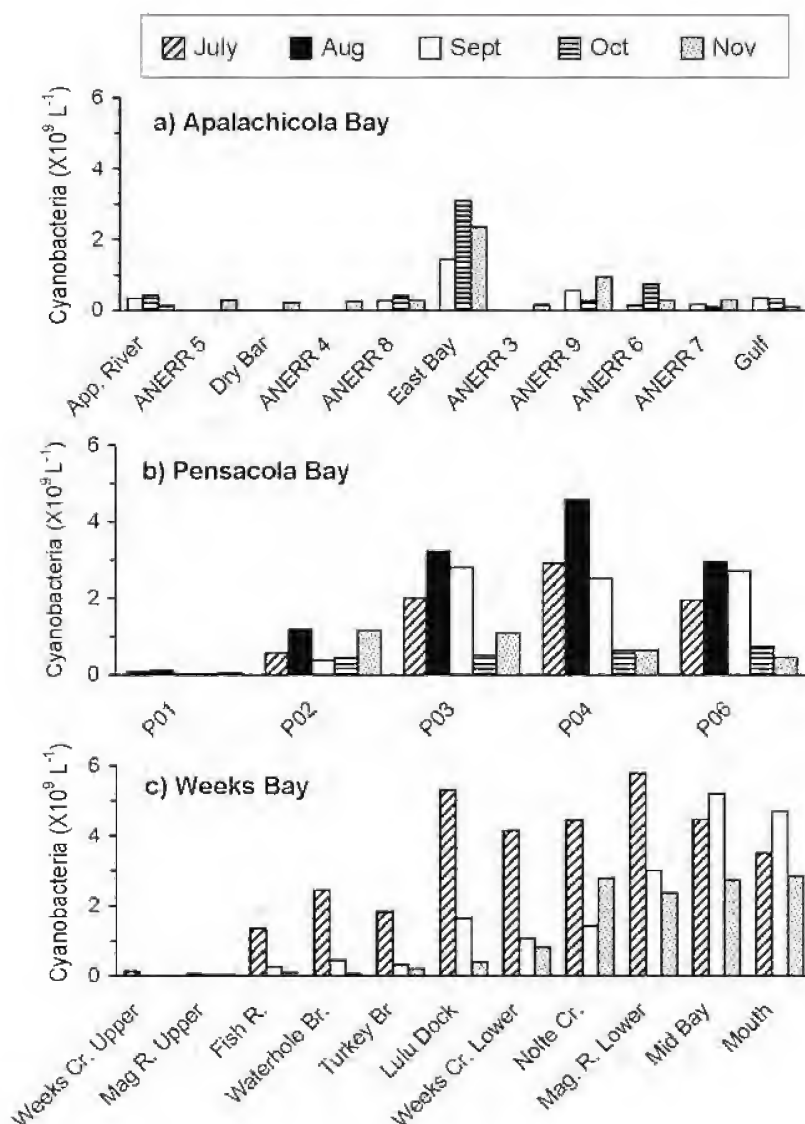 July Aug Sept Oct Nov
a) Apalachicola Bay
Cyanobacteria (X10⁹ L⁻¹)
6
4
2
0
App. River ANERR 5 Dry Bar ANERR 4 ANERR 8 East Bay ANERR 3 ANERR 9 ANERR 6 ANERR 7 Gulf
b) Pensacola Bay
Cyanobacteria (X10⁹ L⁻¹)
6
4
2
0
P01 P02 P03 P04 P06
c) Weeks Bay
Cyanobacteria (X10⁹ L⁻¹)
6
4
2
0
Weeks Cr. Upper Mag R. Upper Fish R. Waterhole Br. Turkey Br Lulu Dock Weeks Cr. Lower Nolte Cr. Mag. R. Lower Mid Bay Mouth